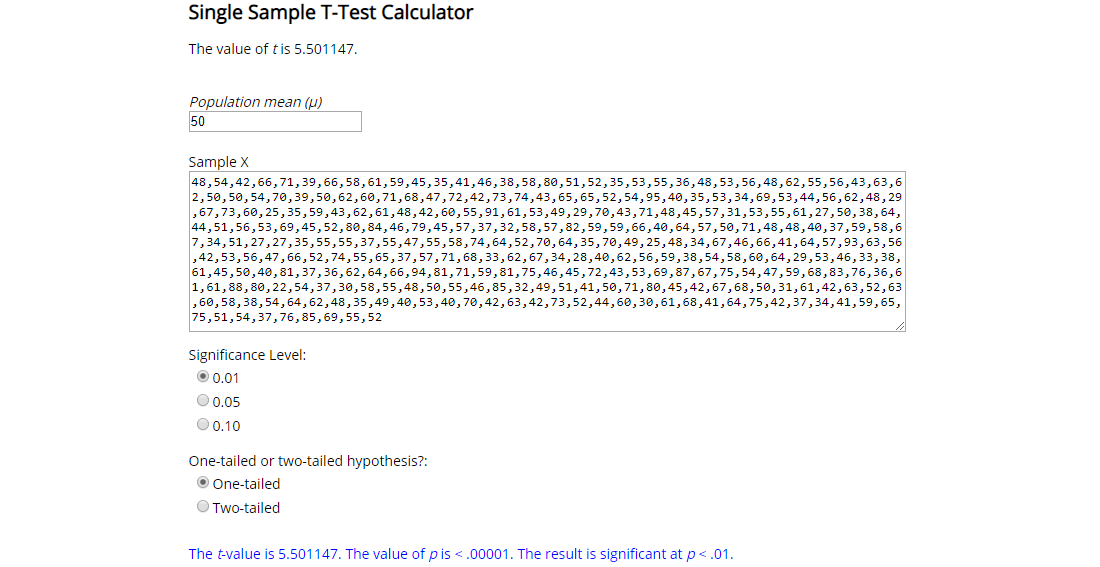 Single Sample T-Test Calculator
The value of t is 5.501147.
Population mean (μ)
50
Sample X
48,54,42,66,71,39,66,58,61,59,45,35,41,46,38,58,80,51,52,35,53,55,36,48,53,56,48,62,55,56,43,63,6
2,50,50,54,70,39,50,62,60,71,68,47,72,42,73,74,43,65,65,52,54,95,40,35,53,34,69,53,44,56,62,48,29
,67,73,60,25,35,59,43,62,61,48,42,60,55,91,61,53,49,29,70,43,71,48,45,57,31,53,55,61,27,50,38,64,
44,51,56,53,69,45,52,80,84,46,79,45,57,37,32,58,57,82,59,59,66,40,64,57,50,71,48,48,40,37,59,58,6
7,34,51,27,27,35,55,55,37,55,47,55,58,74,64,52,70,64,35,70,49,25,48,34,67,46,66,41,64,57,93,63,56
,42,53,56,47,66,52,74,55,65,37,57,71,68,33,62,67,34,28,40,62,56,59,38,54,58,60,64,29,53,46,33,38,
61,45,50,40,81,37,36,62,64,66,94,81,71,59,81,75,46,45,72,43,53,69,87,67,75,54,47,59,68,83,76,36,6
1,61,88,80,22,54,37,30,58,55,48,50,55,46,85,32,49,51,41,50,71,80,45,42,67,68,50,31,61,42,63,52,63
,60,58,38,54,64,62,48,35,49,40,53,40,70,42,63,42,73,52,44,60,30,61,68,41,64,75,42,37,34,41,59,65,
75,51,54,37,76,85,69,55,52
Significance Level:
0.01
0.05
0.10
One-tailed or two-tailed hypothesis?:
One-tailed
Two-tailed
The t-value is 5.501147. The value of p is < .00001. The result is significant at p < .01.